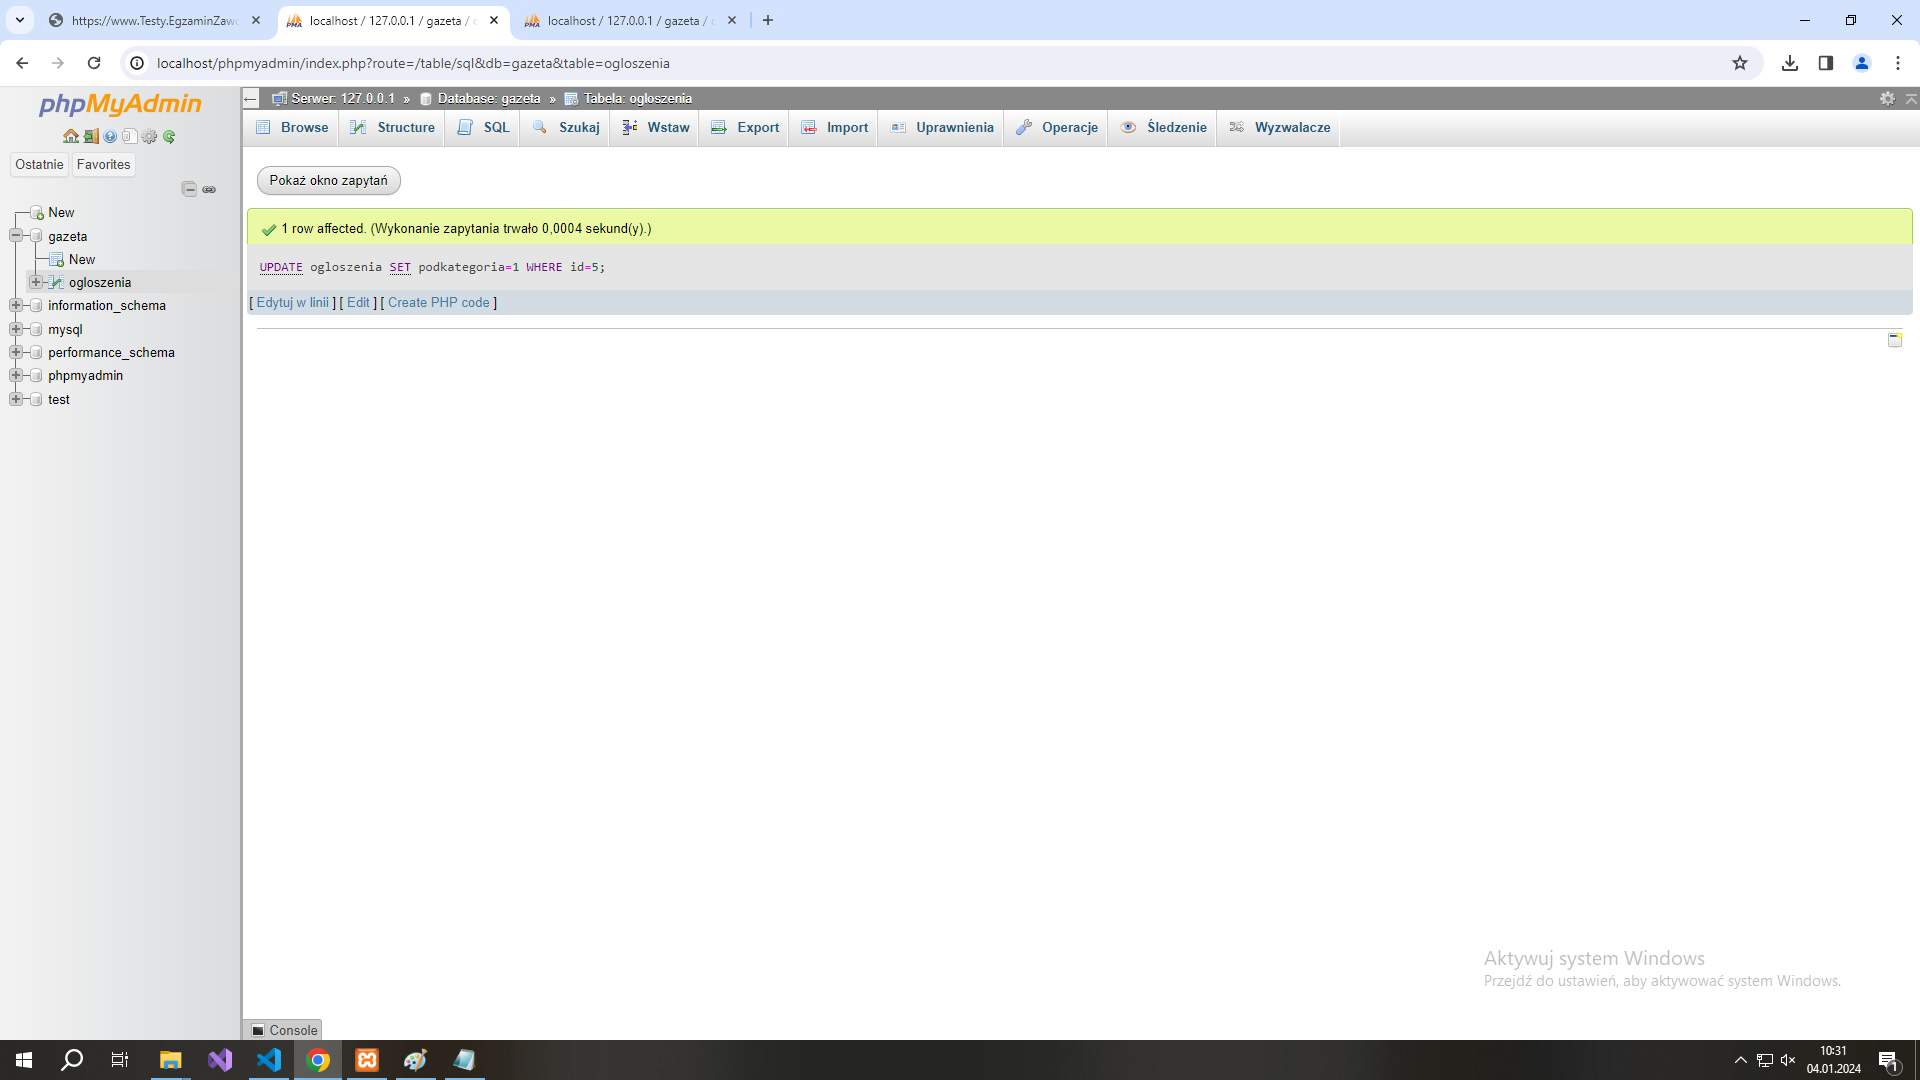 https://www.Testy.EgzaminZawo
localhost / 127.0.0.1 / gazeta /
localhost / 127.0.0.1 / gazeta /
localhost/phpmyadmin/index.php?route=/table/sql&db=gazeta&table=ogloszenia
phpMyAdmin
Ostatnie Favorites
New
gazeta
New
ogloszenia
information_schema
mysql
performance_schema
phpmyadmin
test
Serwer: 127.0.0.1 » Database: gazeta » Tabela: ogloszenia
Browse Structure SQL Szukaj Wstaw Export Import Uprawnienia Operacje Śledzenie Wyzwalacze
Pokaż okno zapytań
1 row affected. (Wykonanie zapytania trwało 0,0004 sekund(y).)
UPDATE ogloszenia SET podkategoria=1 WHERE id=5;
[ Edytuj w linii ] [ Edit ] [ Create PHP code ]
Aktywuj system Windows
Przejdź do ustawień, aby aktywować system Windows.
Console
10:31
04.01.2024
1